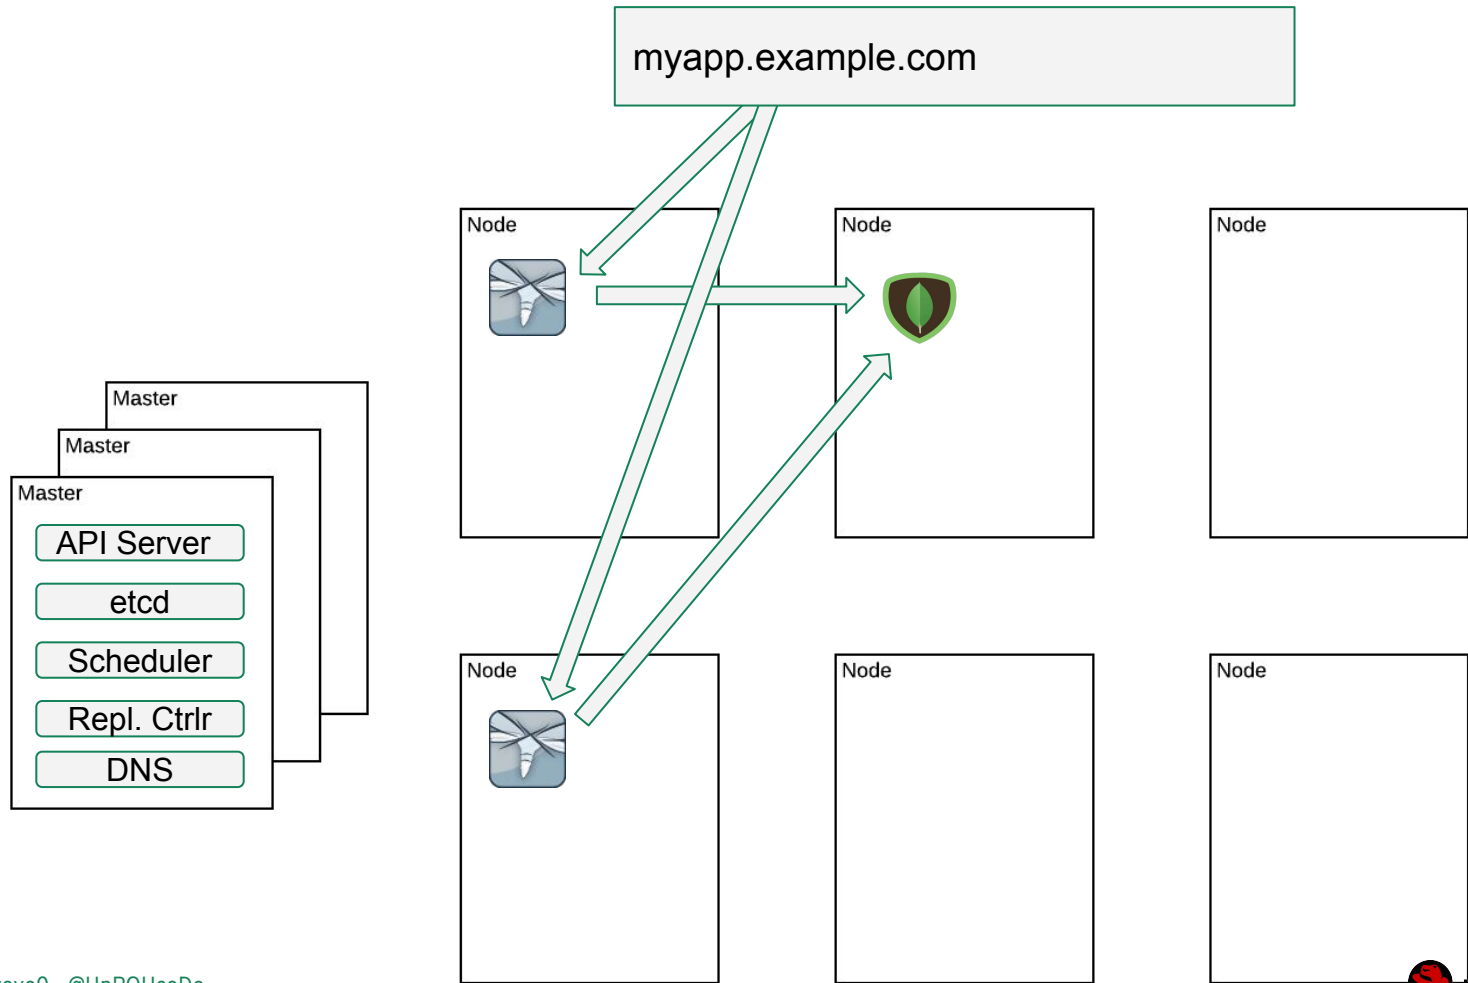 myapp.example.com
Node
Node
Node
Master
Master
Master
API Server
etcd
Scheduler
Repl. Ctrlr
DNS
Node
Node
Node